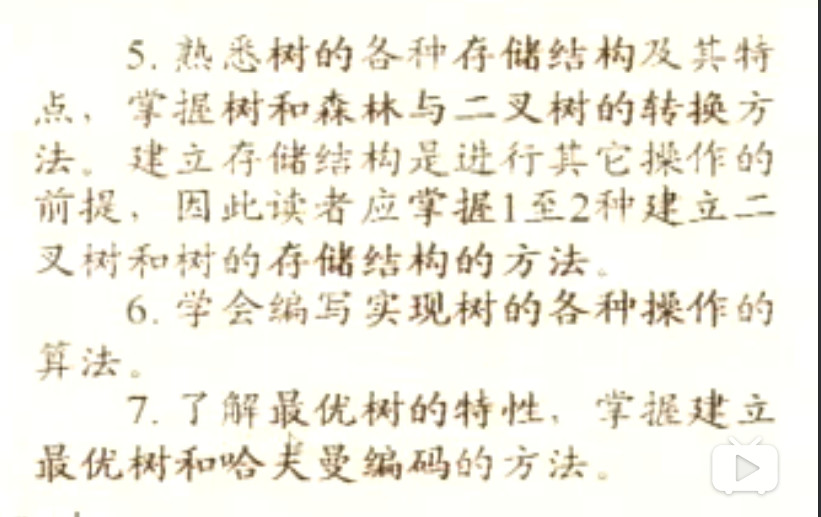 5. 熟悉树的各种存储结构及其特
点，掌握树和森林与二叉树的转换方
法。建立存储结构是进行其它操作的
前提，因此读者应掌握1至2种建立二
叉树和树的存储结构的方法。
6. 学会编写实现树的各种操作的
算法。
7. 了解最优树的特性，掌握建立
最优树和哈夫曼编码的方法。